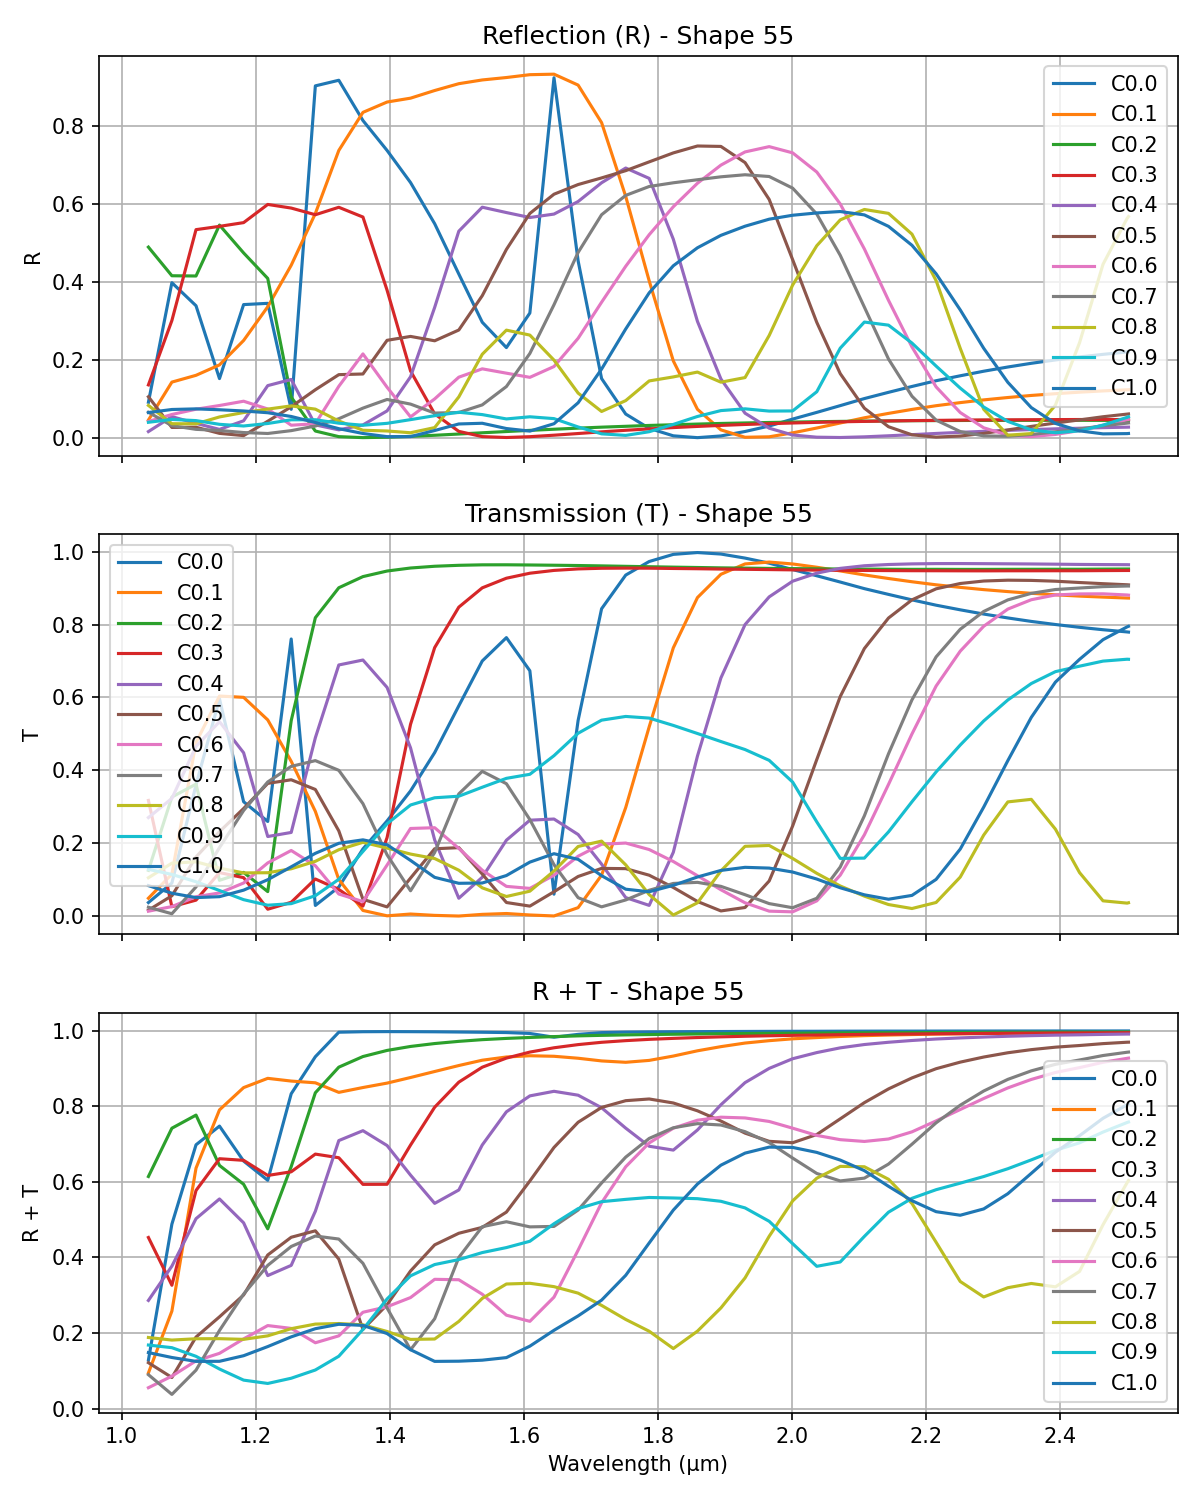 Reflection (R) - Shape 55
R
0.8
0.6
0.4
0.2
0.0
C0.0
C0.1
C0.2
C0.3
C0.4
C0.5
C0.6
C0.7
C0.8
C0.9
C1.0
Transmission (T) - Shape 55
T
1.0
0.8
0.6
0.4
0.2
0.0
C0.0
C0.1
C0.2
C0.3
C0.4
C0.5
C0.6
C0.7
C0.8
C0.9
C1.0
R + T - Shape 55
R + T
1.0
0.8
0.6
0.4
0.2
0.0
C0.0
C0.1
C0.2
C0.3
C0.4
C0.5
C0.6
C0.7
C0.8
C0.9
C1.0
1.0 1.2 1.4 1.6 1.8 2.0 2.2 2.4
Wavelength (μm)